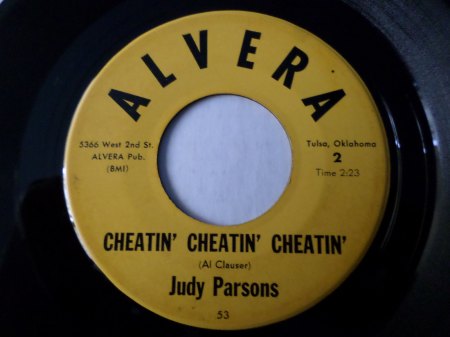 ALVERA
5366 West 2nd St.
ALVERA Pub.
(BMI)
Tulsa, Oklahoma
2
Time 2:23
CHEATIN' CHEATIN' CHEATIN'
(Al Clauser)
Judy Parsons
53